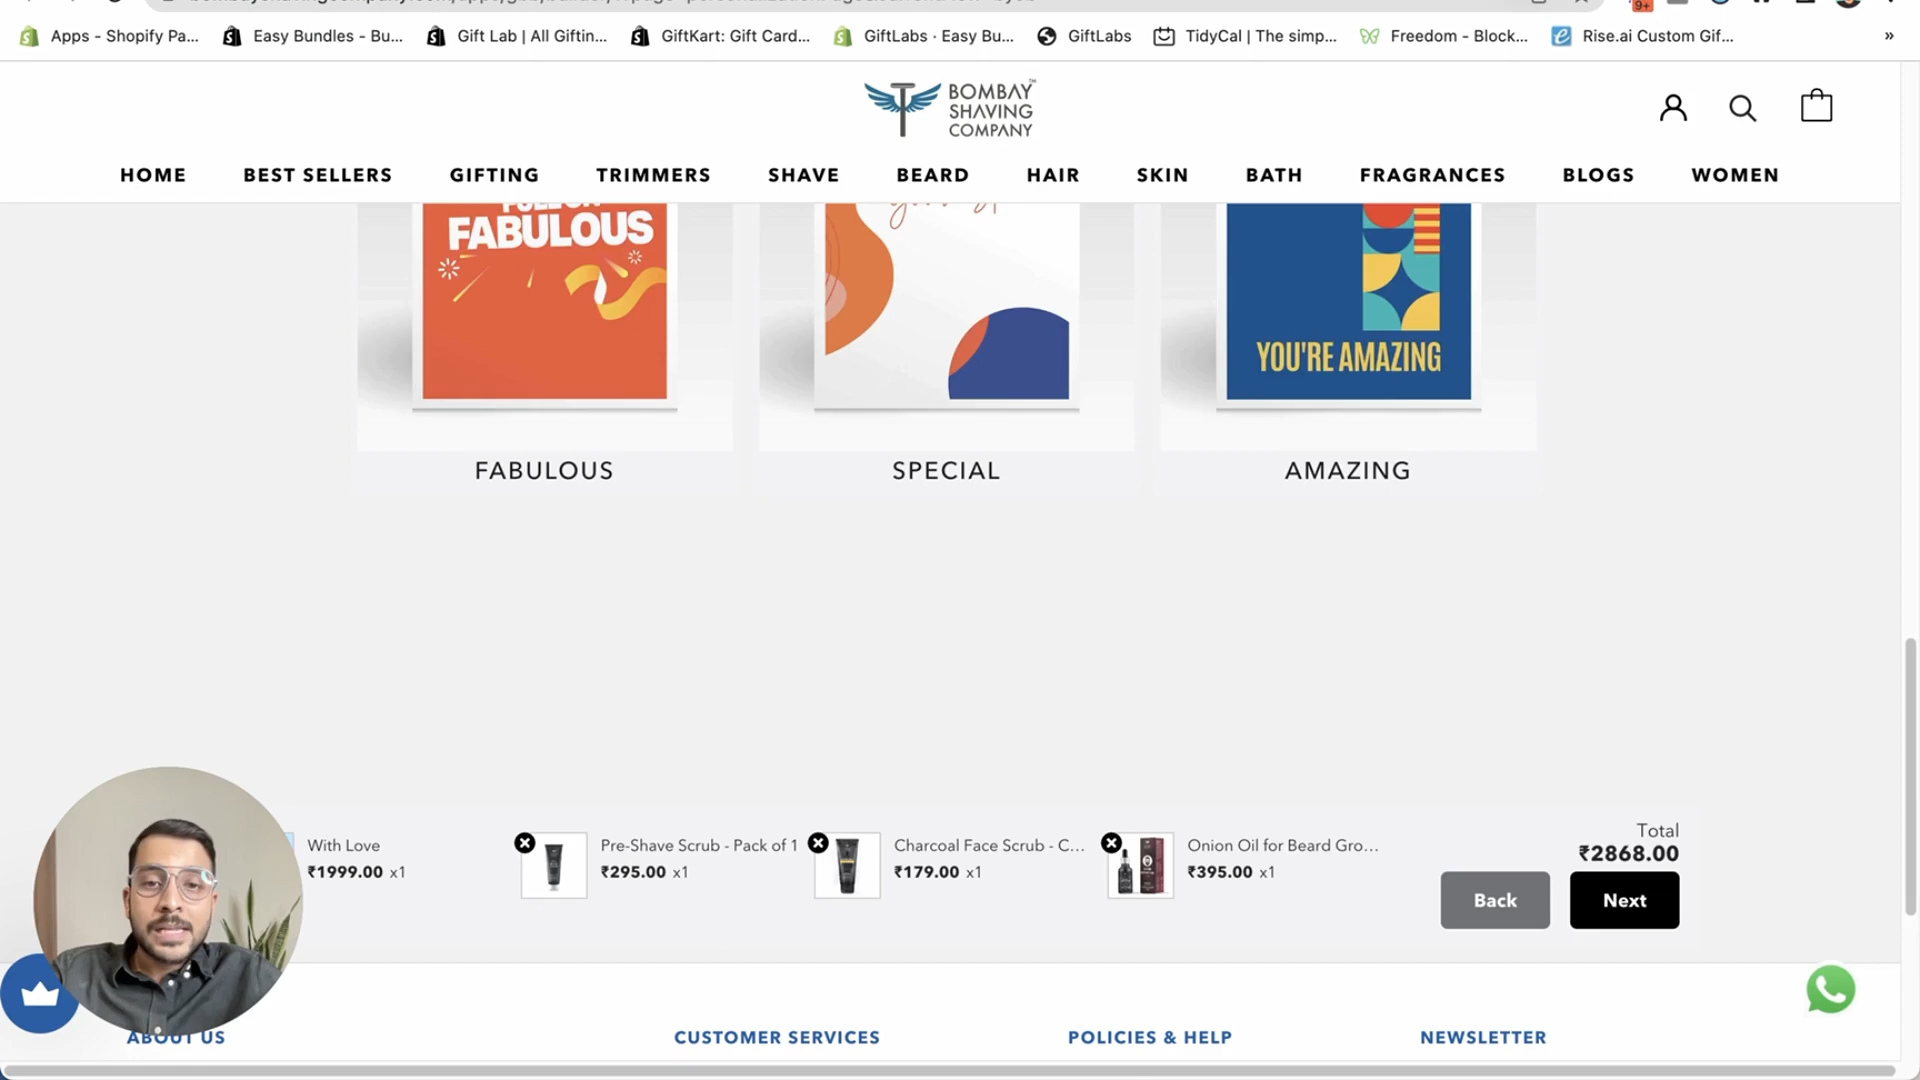 Apps - Shopify Pa... Easy Bundles - Bu... Gift Lab | All Giftin... GiftKart: Gift Card... GiftLabs · Easy Bu... GiftLabs TidyCal | The simp... Freedom - Block... Rise.ai Custom Gif... »
9+
BOMBAY
SHAVING
COMPANY
™
HOME BEST SELLERS GIFTING TRIMMERS SHAVE BEARD HAIR SKIN BATH FRAGRANCES BLOGS WOMEN
FABULOUS
YOU'RE AMAZING
FABULOUS SPECIAL AMAZING
With Love
₹1999.00 x1
Pre-Shave Scrub - Pack of 1
₹295.00 x1
Charcoal Face Scrub - C...
₹179.00 x1
Onion Oil for Beard Gro...
₹395.00 x1
Total
₹2868.00
Back Next
ABOUT US CUSTOMER SERVICES POLICIES & HELP NEWSLETTER